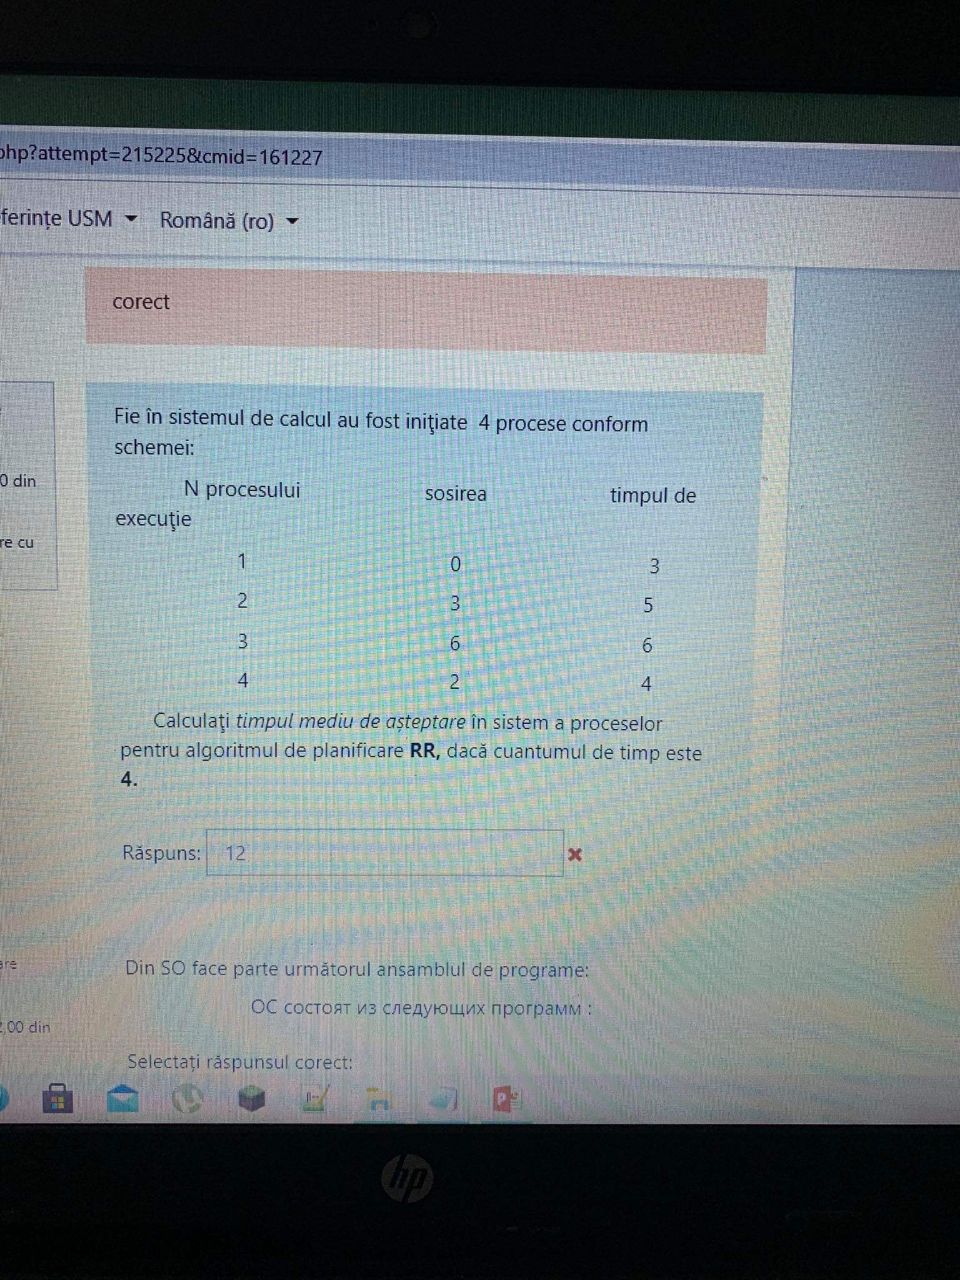 php?attempt=215225&cmid=161227
ferințe USM Română (ro)
corect
Fie în sistemul de calcul au fost iniţiate 4 procese conform
schemei:
N procesului sosirea timpul de
execuţie
1 0 3
2 3 5
3 6 6
4 2 4
Calculaţi timpul mediu de așteptare în sistem a proceselor
pentru algoritmul de planificare RR, dacă cuantumul de timp este
4.
Răspuns: 12
0 din
re cu
Din SO face parte următorul ansamblul de programe:
ОС состоят из следующих программ :
are
2,00 din
Selectați răspunsul corect:
hp